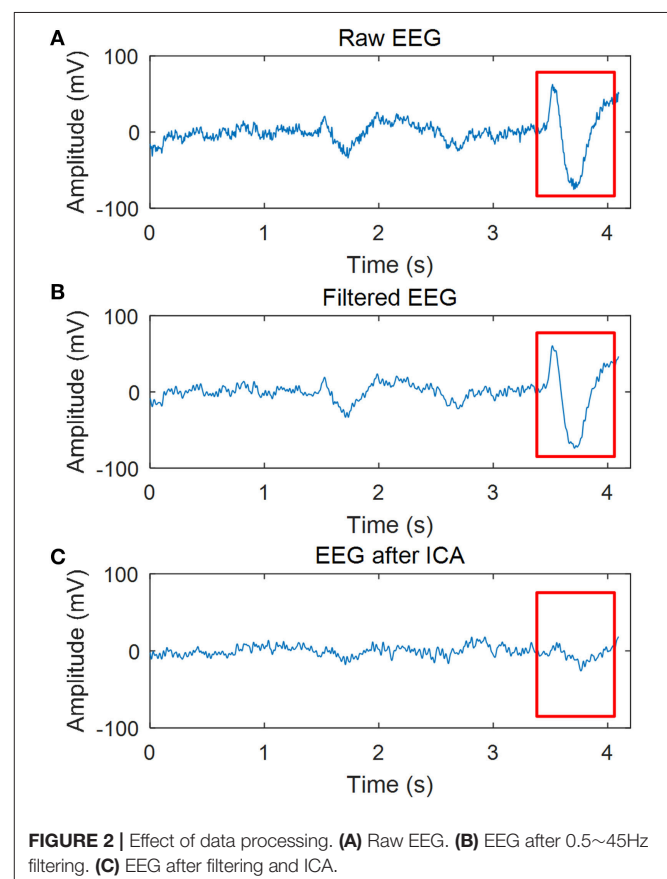 A
Raw EEG
100
0
-100
Amplitude (mV)
0 1 2 3 4
Time (s)
B
Filtered EEG
100
0
-100
Amplitude (mV)
0 1 2 3 4
Time (s)
C
EEG after ICA
100
0
-100
Amplitude (mV)
0 1 2 3 4
Time (s)
FIGURE 2 | Effect of data processing. (A) Raw EEG. (B) EEG after 0.5~45Hz
filtering. (C) EEG after filtering and ICA.